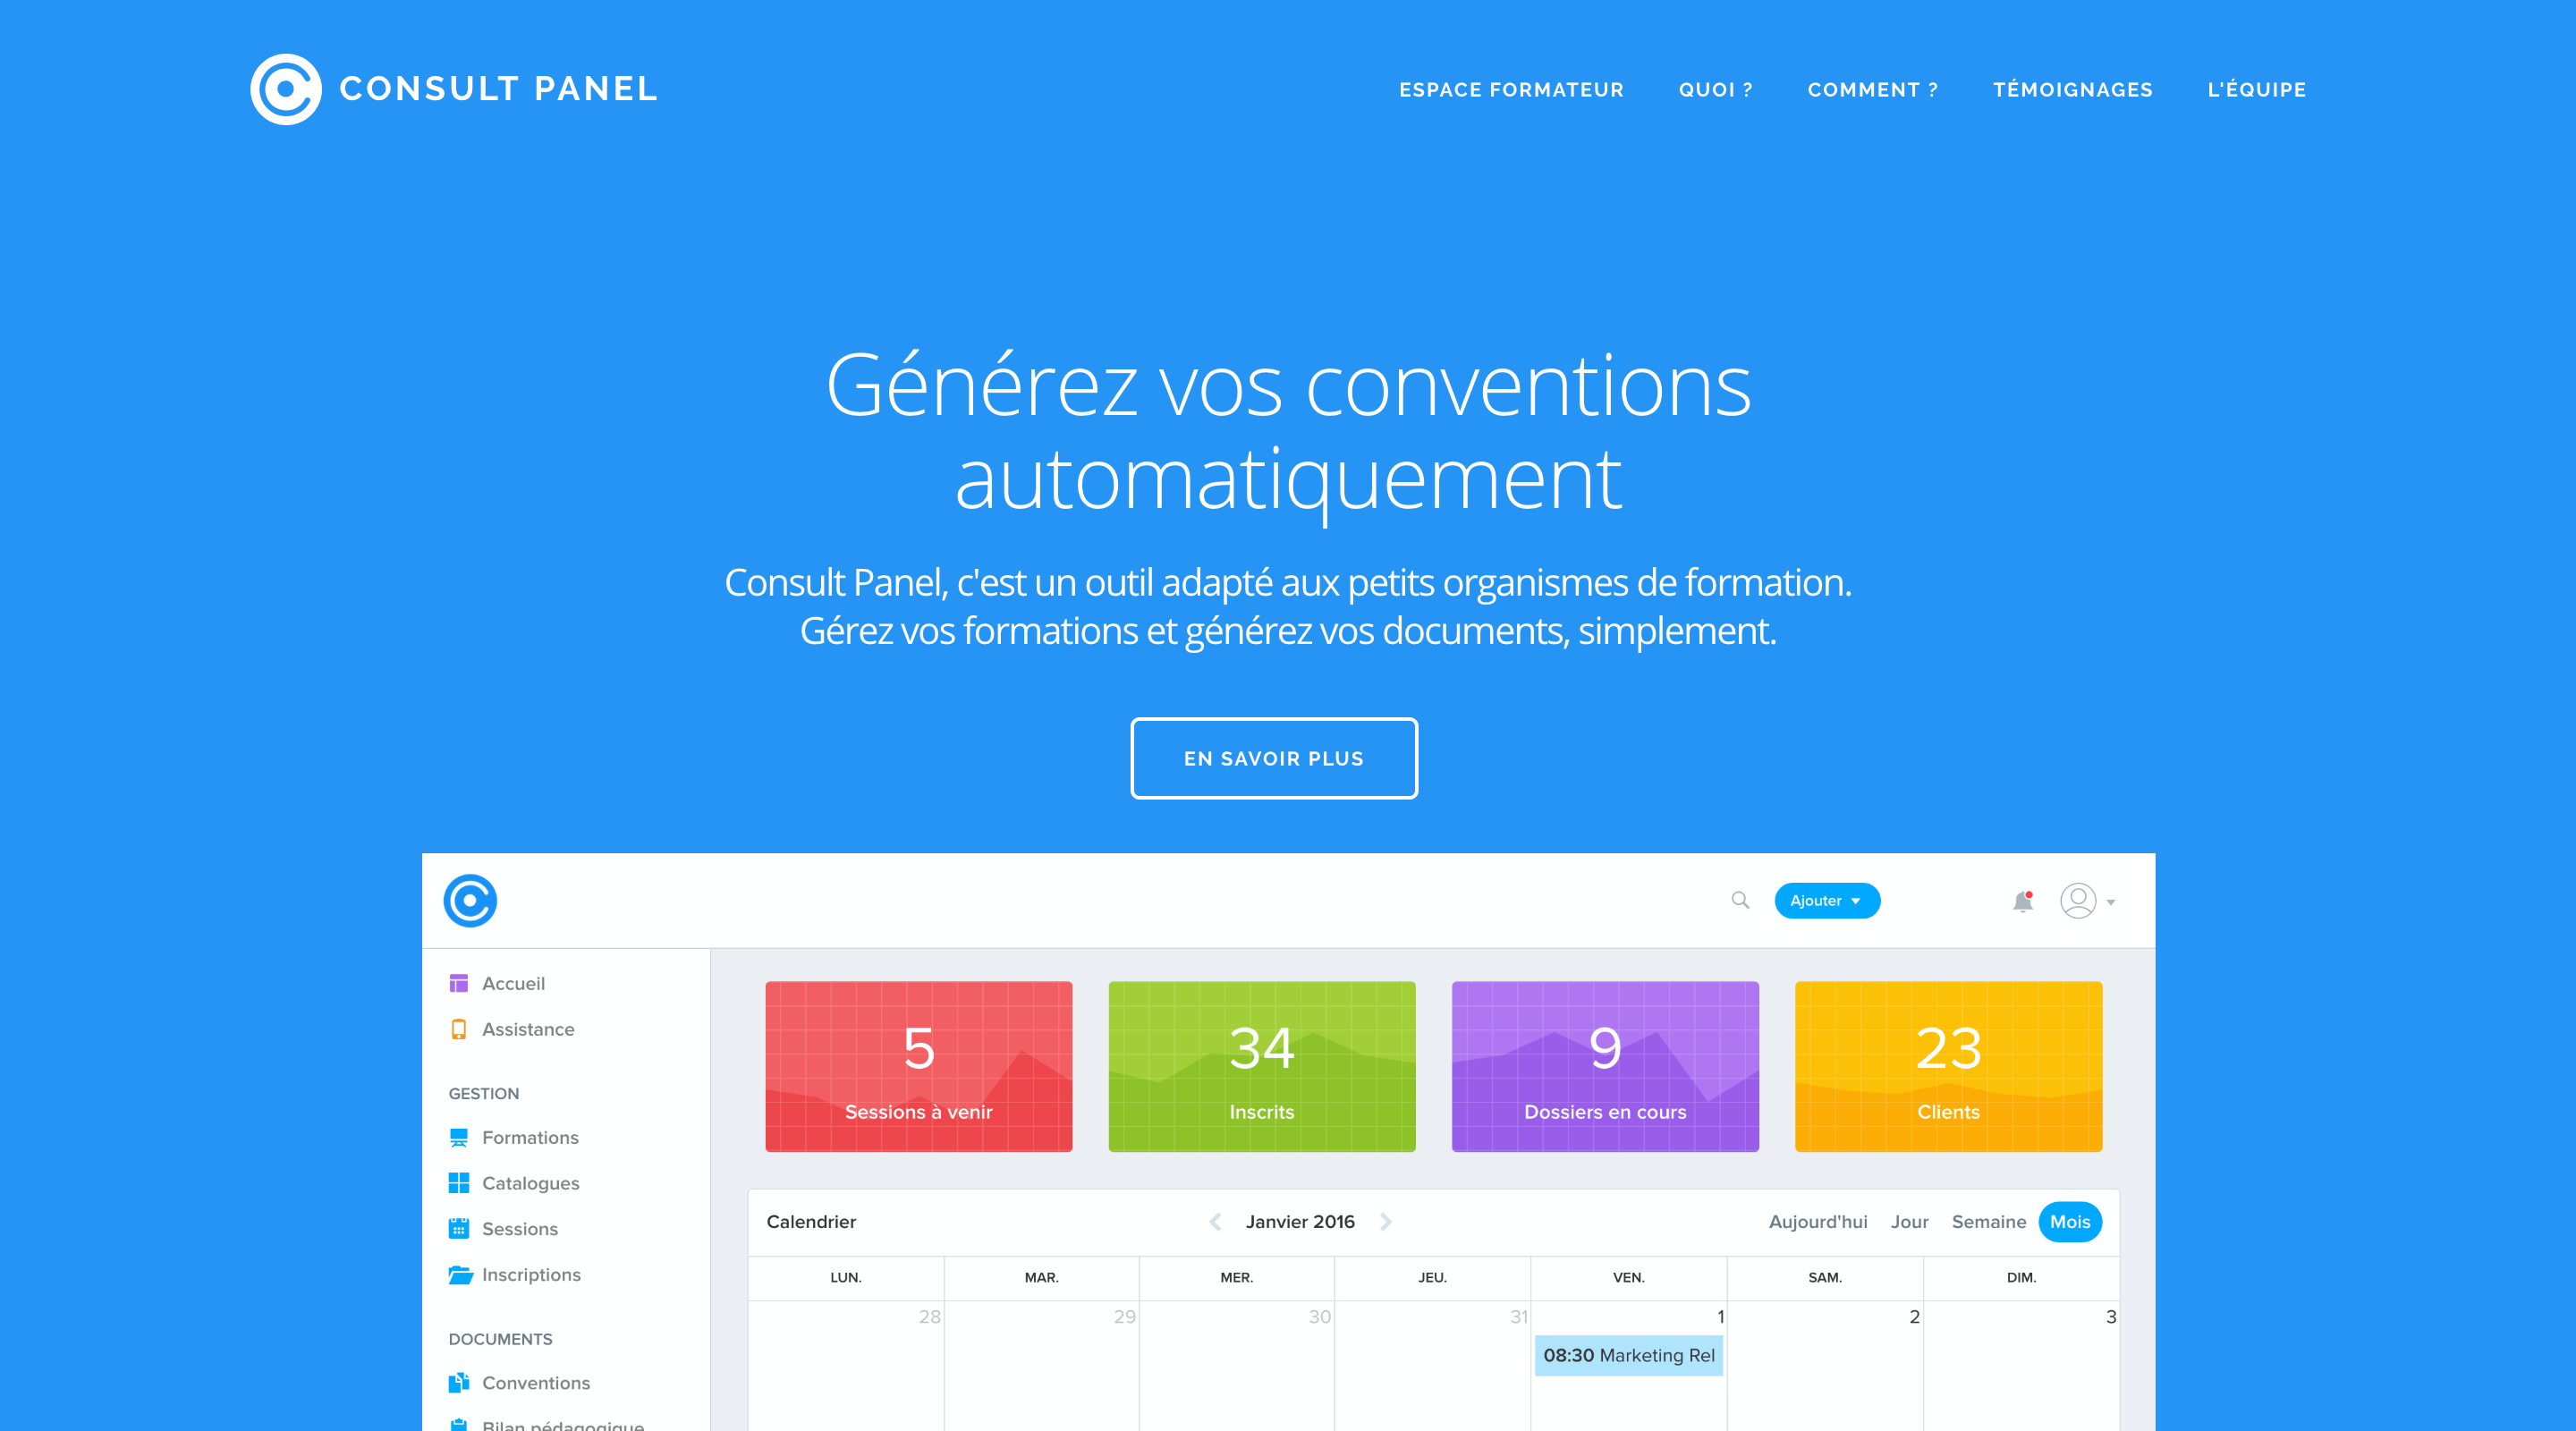 CONSULT PANEL
ESPACE FORMATEUR QUOI ? COMMENT ? TÉMOIGNAGES L'ÉQUIPE
Générez vos conventions
automatiquement
Consult Panel, c'est un outil adapté aux petits organismes de formation.
Gérez vos formations et générez vos documents, simplement.
EN SAVOIR PLUS
Ajouter
Accueil
Assistance
GESTION
Formations
Catalogues
Sessions
Inscriptions
DOCUMENTS
Conventions
Bilan pédagogique
5 34 9 23
Sessions à venir Inscrits Dossiers en cours Clients
Calendrier Janvier 2016 Aujourd'hui Jour Semaine Mois
LUN. MAR. MER. JEU. VEN. SAM. DIM.
28 29 30 31 1 2 3
08:30 Marketing Rel